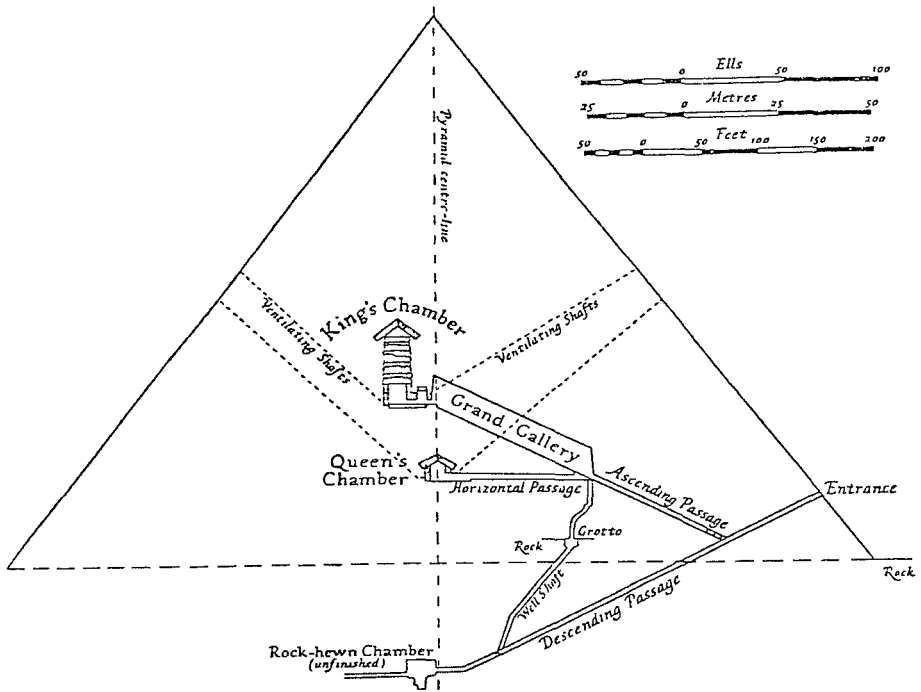 Ells
50 0 50 100
Metres
25 0 25 50
Feet
50 0 50 100 150 200
Pyramid centre-line
King's Chamber
Ventilating Shafts
Ventilating Shafts
Grand Gallery
Queen's
Chamber
Horizontal Passage
Ascending Passage
Entrance
Grotto
Rock
Rock
Well Shaft
Descending Passage
Rock-hewn Chamber
(unfinished)